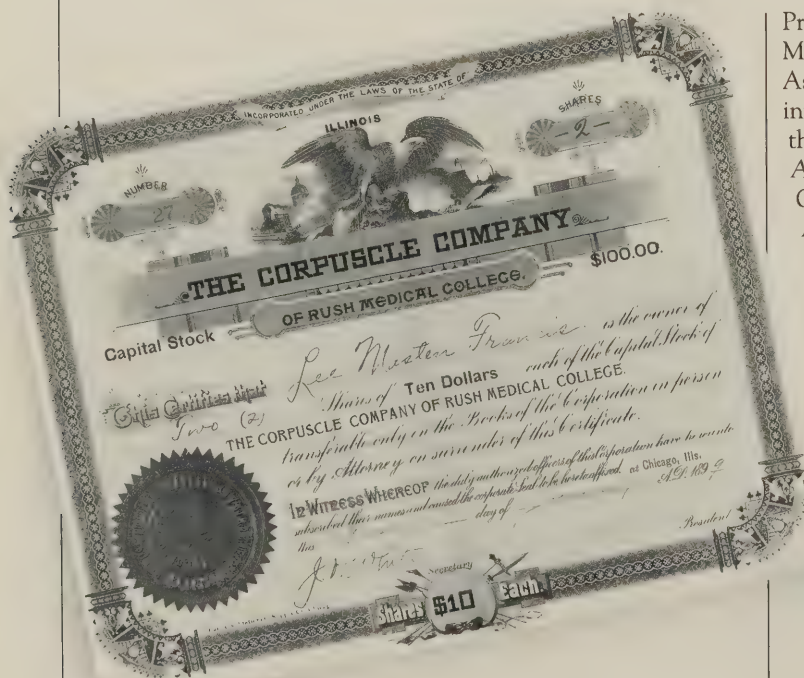 INCORPORATED UNDER THE LAWS OF THE STATE OF
ILLINOIS
NUMBER
27
SHARES
-2-
THE CORPUSCLE COMPANY
OF RUSH MEDICAL COLLEGE.
Capital Stock
$100.00.
This Certifies that Lee Francis is the owner of
Two (2) Shares of Ten Dollars each of the Capital Stock of
THE CORPUSCLE COMPANY OF RUSH MEDICAL COLLEGE.
transferable only in the Books of the Corporation in person
or by Attorney on surrender of this Certificate.
IN WITNESS WHEREOF the duly authorized officers of this Corporation have hereunto
subscribed their names and caused the corporate Seal to be hereto affixed at Chicago, Ills.
this day of A.D. 189
President
Secretary
Shares $10 Each.
Pr
M
As
in
th
A